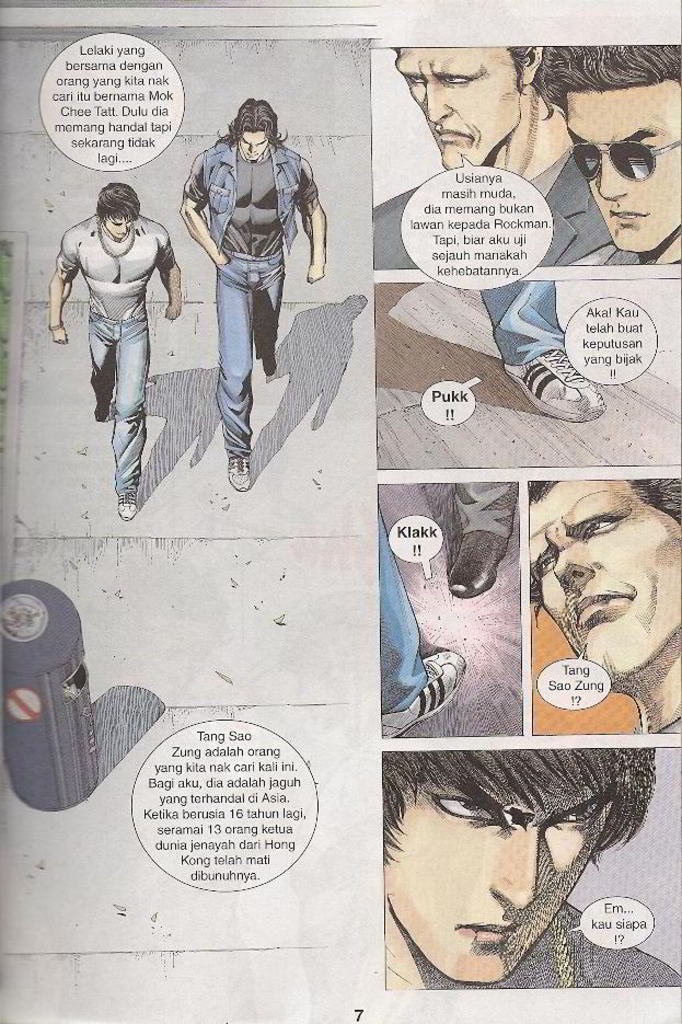 Lelaki yang
bersama dengan
orang yang kita nak
cari itu bernama Mok
Chee Tatt. Dulu dia
memang handal tapi
sekarang tidak
lagi....
Usianya
masih muda,
dia memang bukan
lawan kepada Rockman.
Tapi, biar aku uji
sejauh manakah
kehebatannya.
Aka! Kau
telah buat
keputusan
yang bijak
!!
Pukk
!!
Klakk
!!
Tang
Sao Zung
!?
Tang Sao
Zung adalah orang
yang kita nak cari kali ini.
Bagi aku, dia adalah jaguh
yang terhandal di Asia.
Ketika berusia 16 tahun lagi,
seramai 13 orang ketua
dunia jenayah dari Hong
Kong telah mati
dibunuhnya.
Em...
kau siapa
!?
7